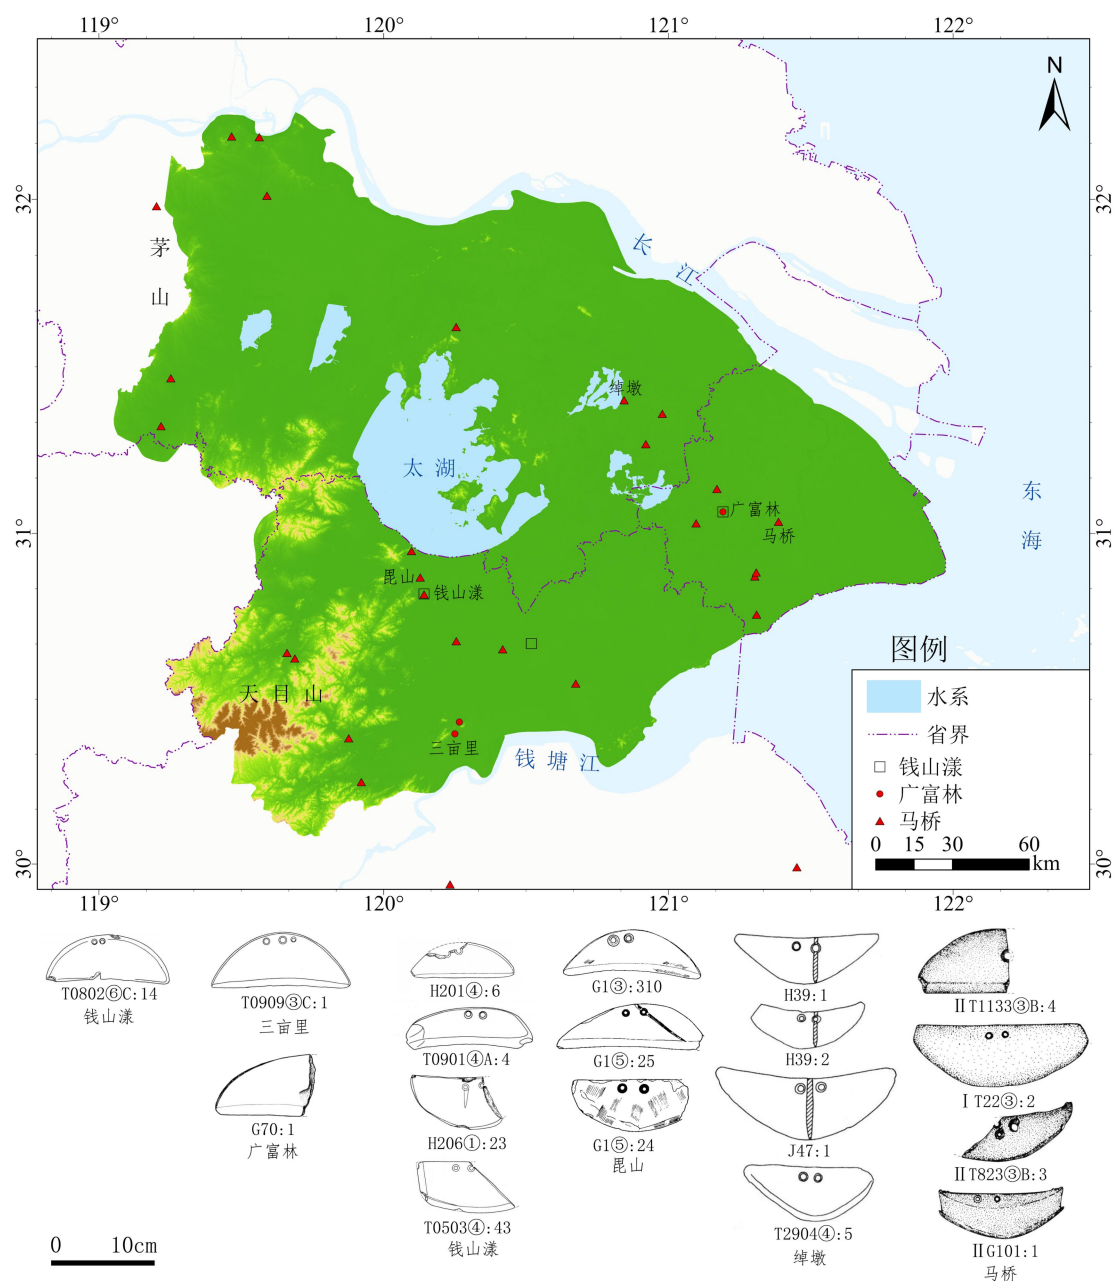 119°
120°
121°
122°
N
32°
32°
茅
山
长
江
绰墩
太湖
广富林
马桥
东
海
31°
31°
昆山
钱山漾
天目山
三亩里
钱塘江
图例
水系
省界
钱山漾
广富林
马桥
0 15 30 60
km
30°
30°
119°
120°
121°
122°
T0802⑥C:14
钱山漾
T0909③C:1
三亩里
G70:1
广富林
H201④:6
T0901④A:4
H206①:23
T0503④:43
钱山漾
G1③:310
G1⑤:25
G1⑤:24
昆山
H39:1
H39:2
J47:1
T2904④:5
绰墩
ⅡT1133③B:4
ⅠT22③:2
ⅡT823③B:3
ⅡG101:1
马桥
0 10cm